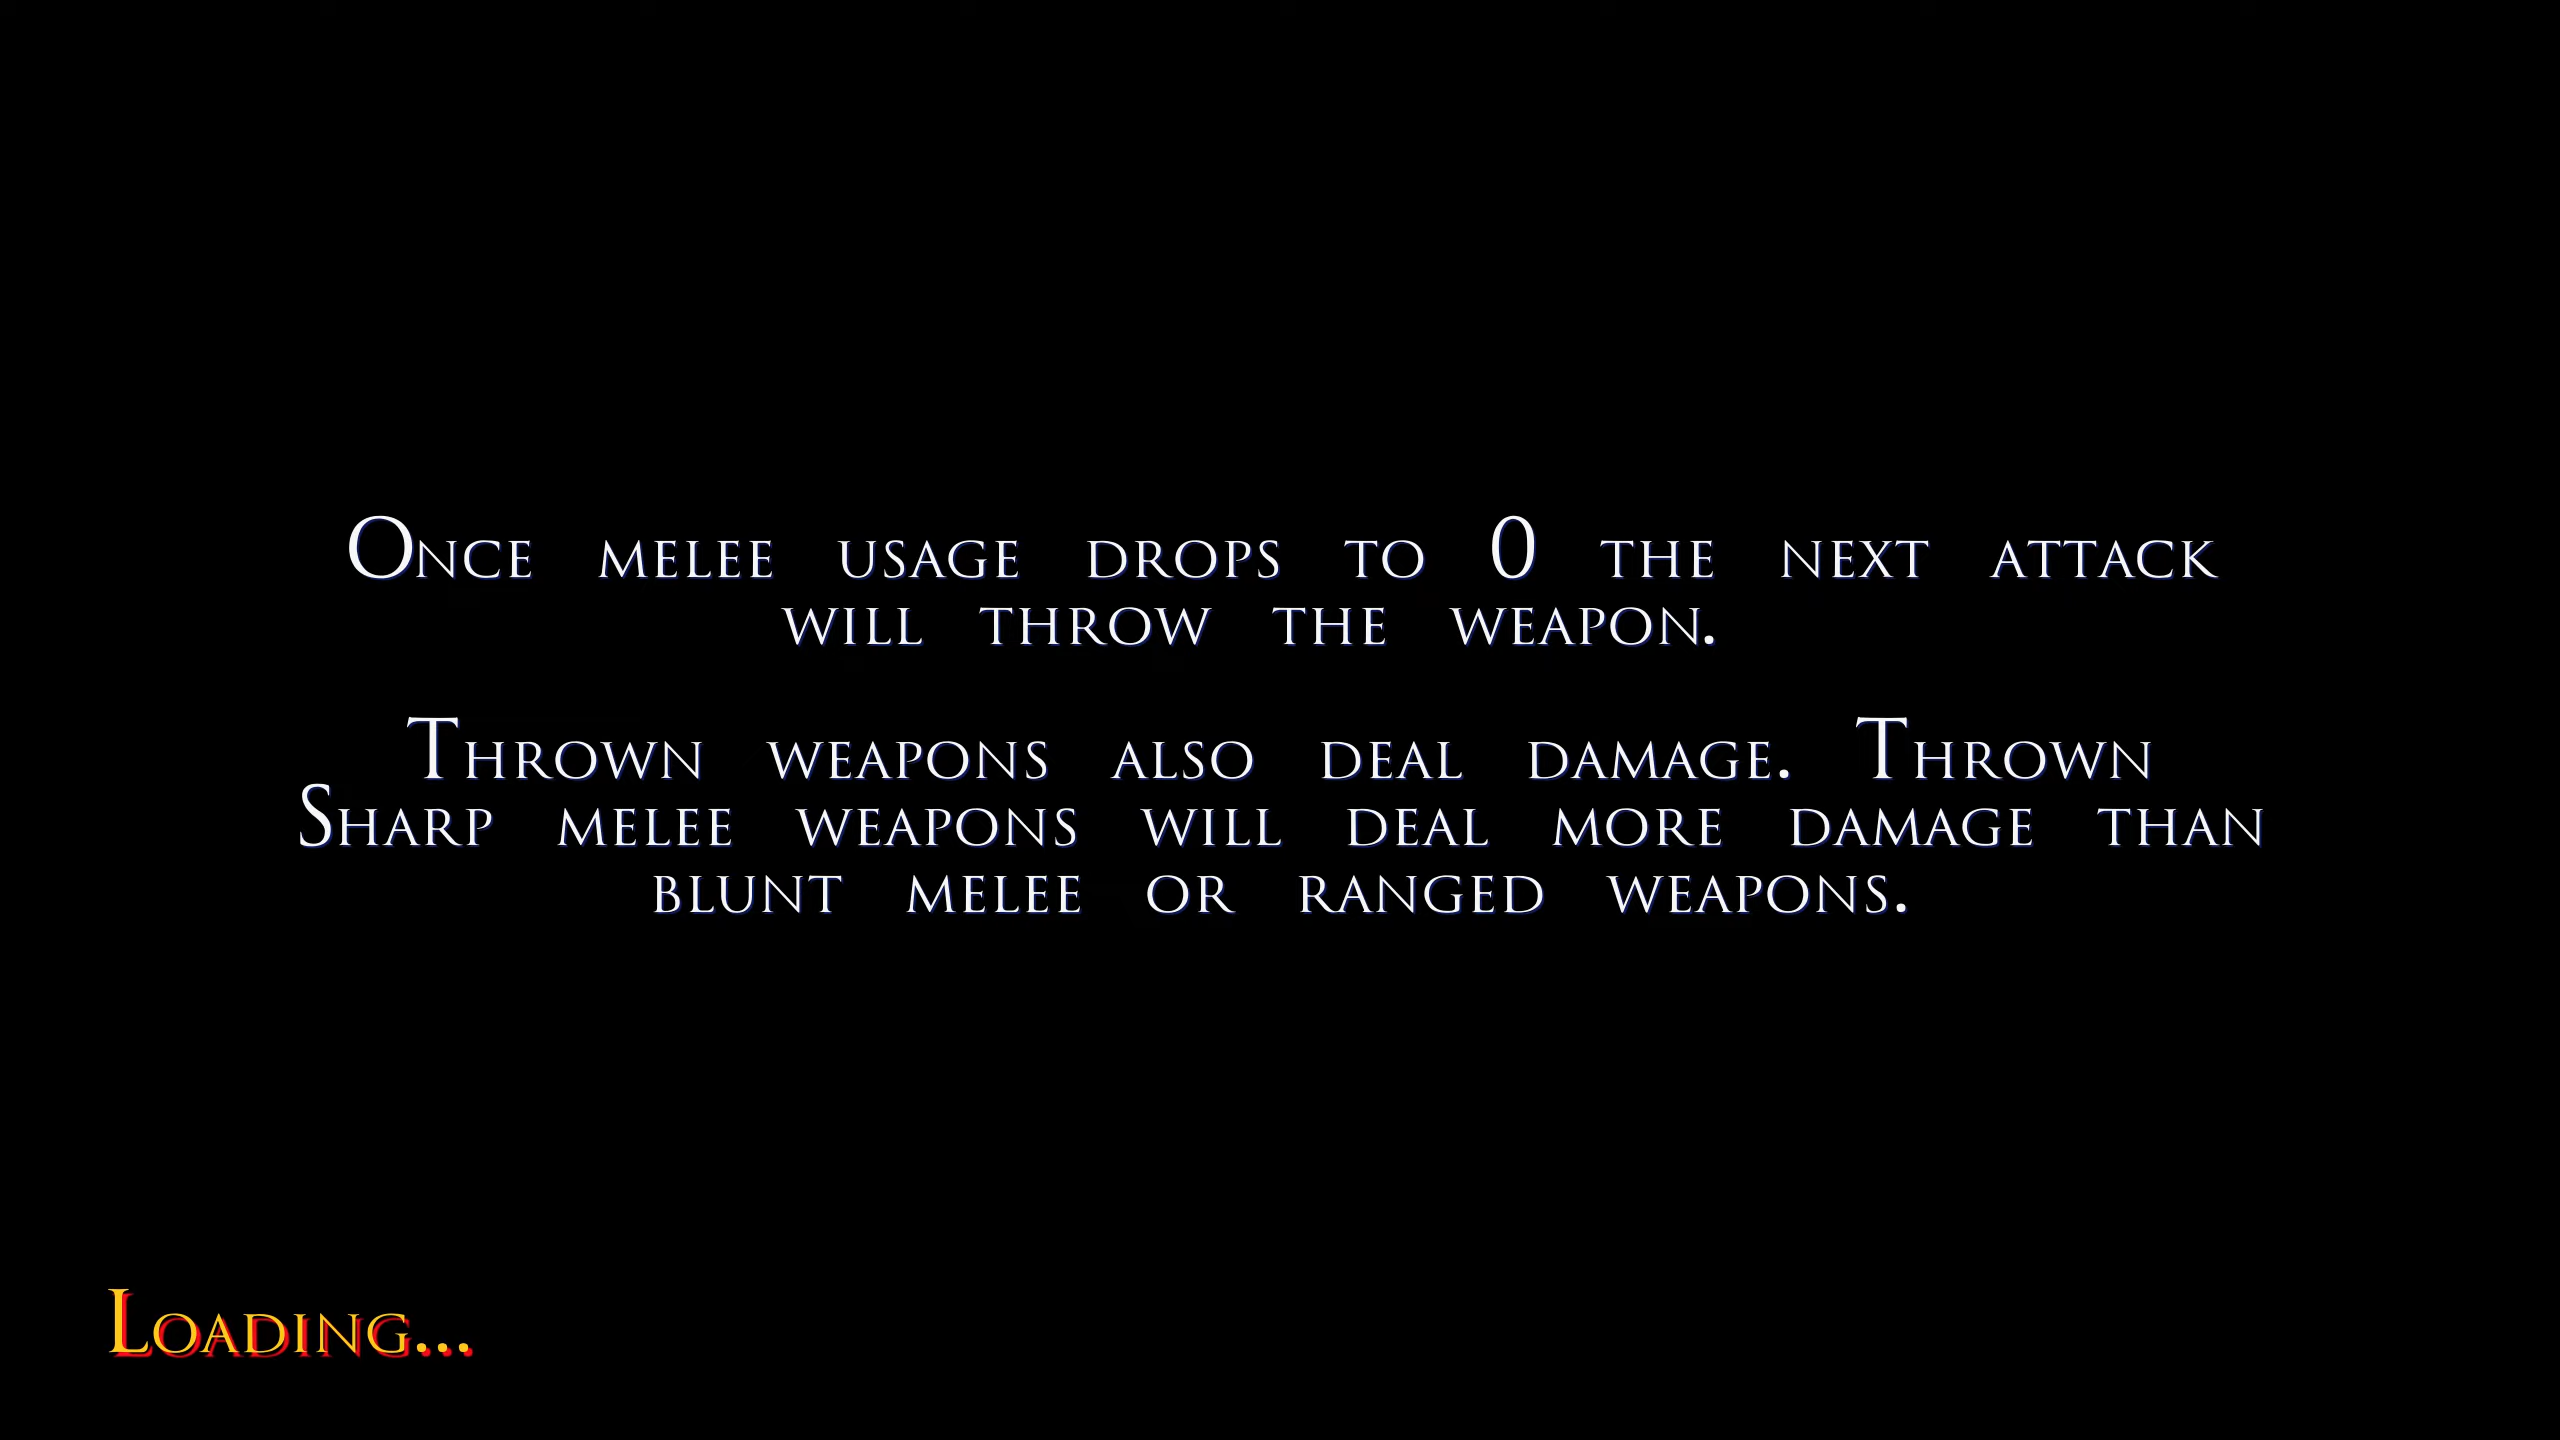 Once melee usage drops to 0 the next attack
will throw the weapon.
Thrown weapons also deal damage. Thrown
Sharp melee weapons will deal more damage than
blunt melee or ranged weapons.
Loading...